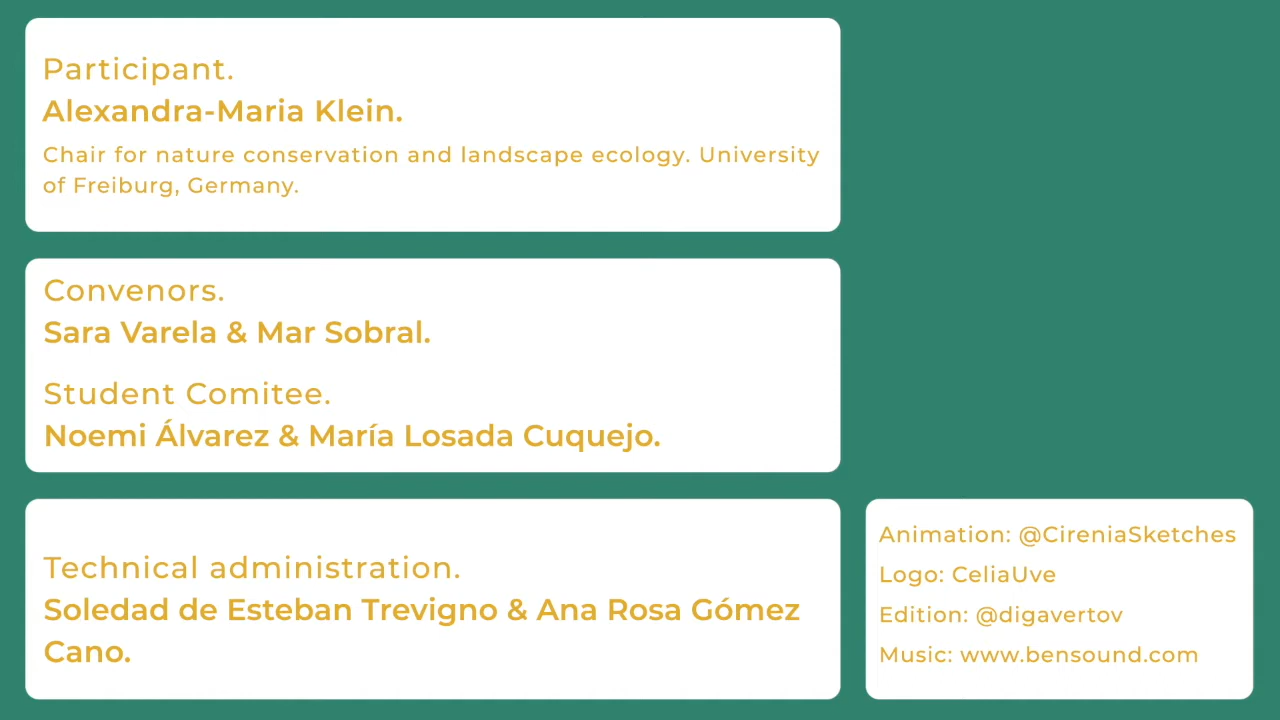 Participant.
Alexandra-Maria Klein.
Chair for nature conservation and landscape ecology. University
of Freiburg, Germany.
Convenors.
Sara Varela & Mar Sobral.
Student Comitee.
Noemi Álvarez & María Losada Cuquejo.
Technical administration.
Soledad de Esteban Trevigno & Ana Rosa Gómez
Cano.
Animation: @CireniaSketches
Logo: CeliaUve
Edition: @digavertov
Music: www.bensound.com